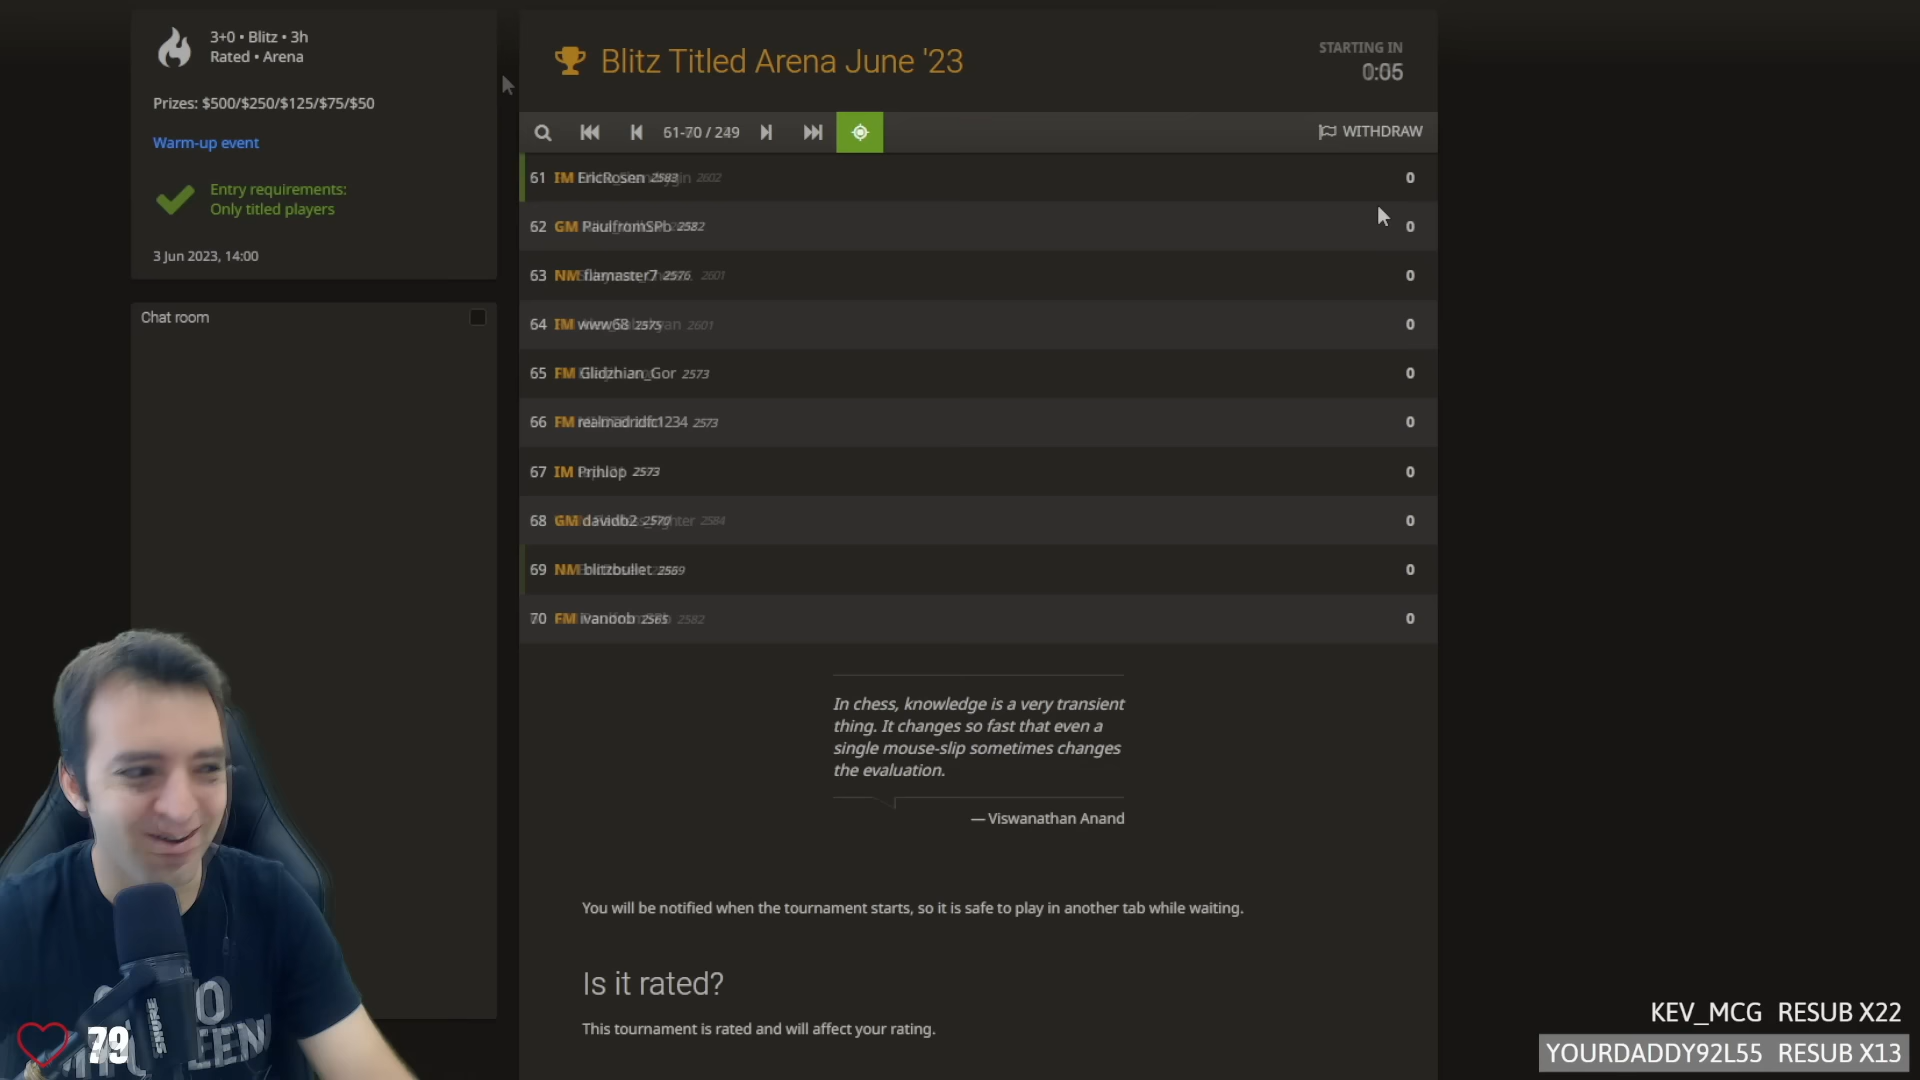 3+0 • Blitz • 3h
Rated • Arena
Prizes: $500/$250/$125/$75/$50
Warm-up event
Entry requirements:
Only titled players
3 Jun 2023, 14:00
Chat room
Blitz Titled Arena June '23
STARTING IN
0:05
61-70 / 249
WITHDRAW
61 IM EricRosen 2583 2602 0
62 GM PaulfromSPb 2582 0
63 NM flamaster7 2576 2601 0
64 IM www68 2575 2601 0
65 FM Glidzhian_Gor 2573 0
66 FM realmadridfc1234 2573 0
67 IM 2573 0
68 GM davidb2 2570 2584 0
69 NM blitzbullet 2569 0
70 FM 2565 2582 0
In chess, knowledge is a very transient
thing. It changes so fast that even a
single mouse-slip sometimes changes
the evaluation.
— Viswanathan Anand
You will be notified when the tournament starts, so it is safe to play in another tab while waiting.
Is it rated?
This tournament is rated and will affect your rating.
79
SHURE
KEV_MCG RESUB X22
YOURDADDY92L55 RESUB X13